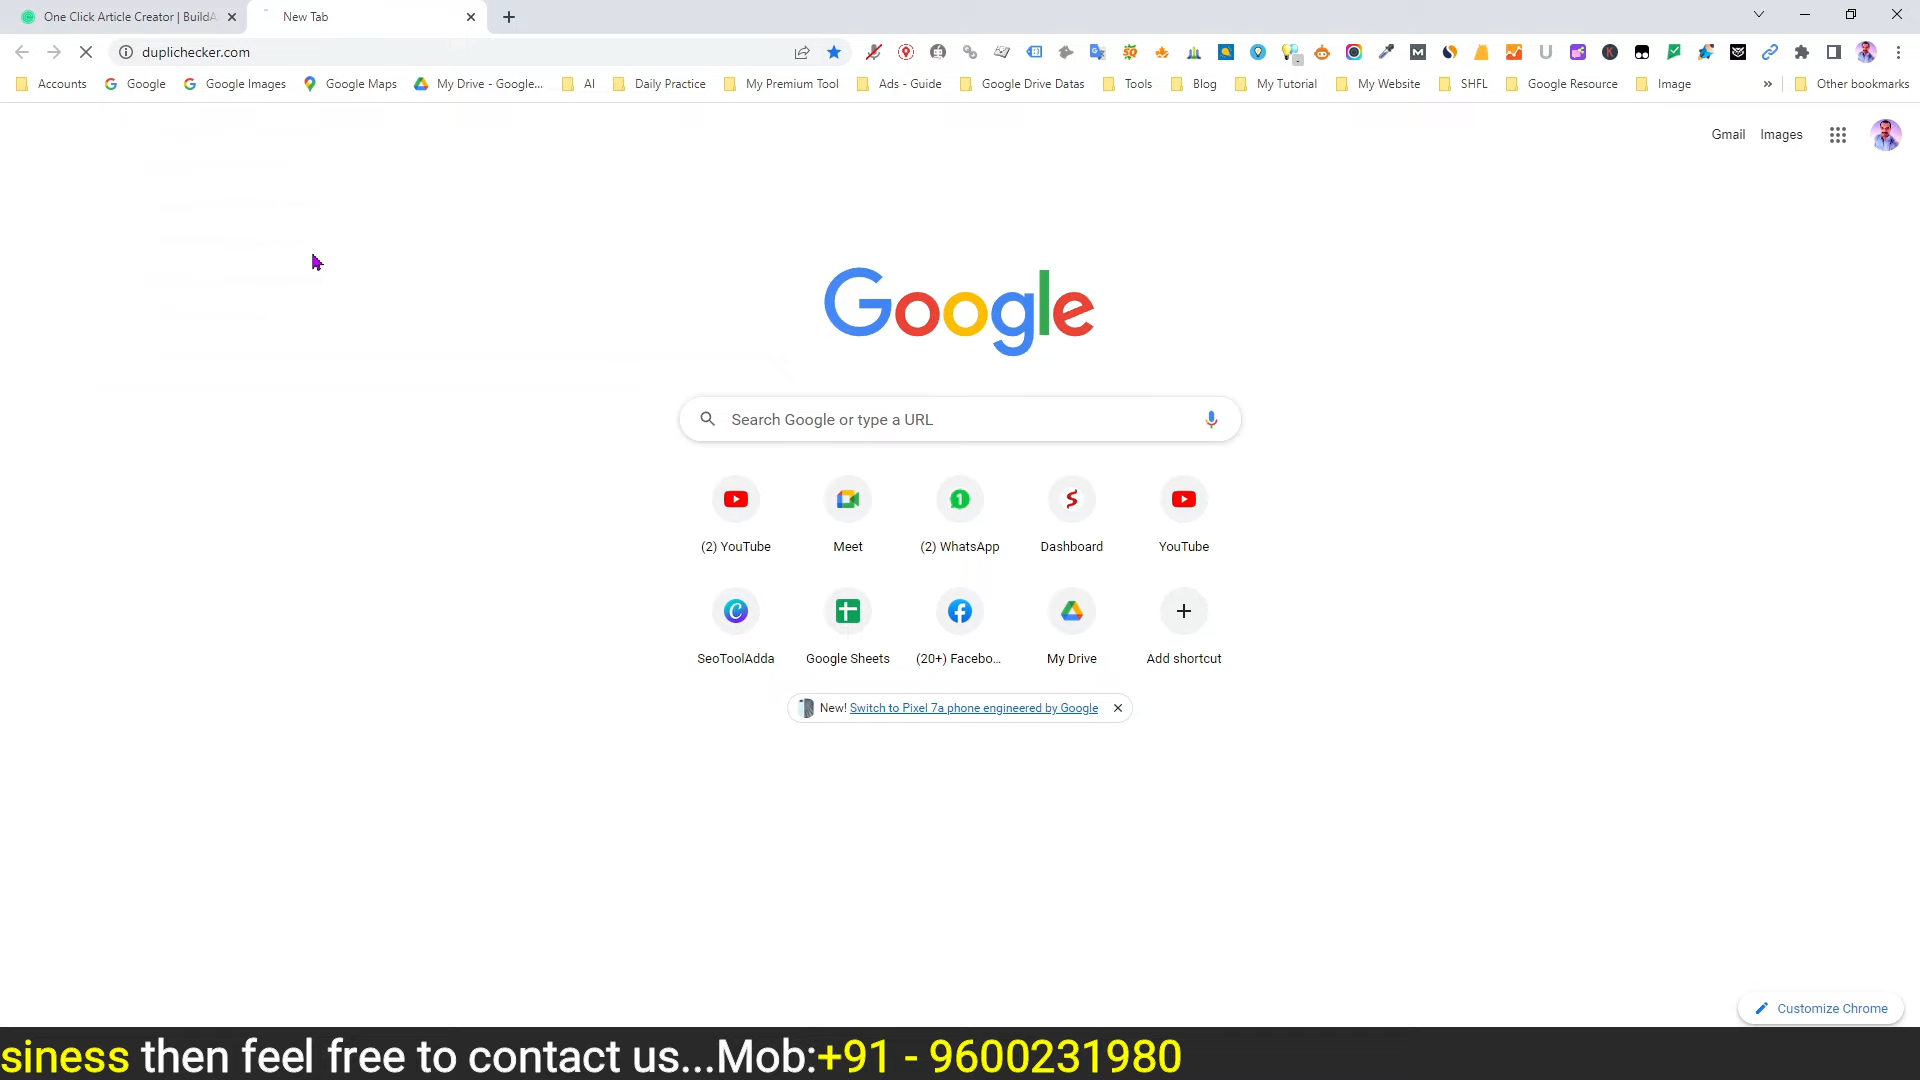 One Click Article Creator | BuildA
New Tab
duplichecker.com
Accounts
Google
Google Images
Google Maps
My Drive - Google...
AI
Daily Practice
My Premium Tool
Ads - Guide
Google Drive Datas
Tools
Blog
My Tutorial
My Website
SHFL
Google Resource
Image
»
Other bookmarks
Gmail
Images
Google
Search Google or type a URL
(2) YouTube
Meet
(2) WhatsApp
Dashboard
YouTube
SeoToolAdda
Google Sheets
(20+) Facebo...
My Drive
Add shortcut
New! Switch to Pixel 7a phone engineered by Google
Customize Chrome
siness then feel free to contact us...Mob:+91 - 9600231980